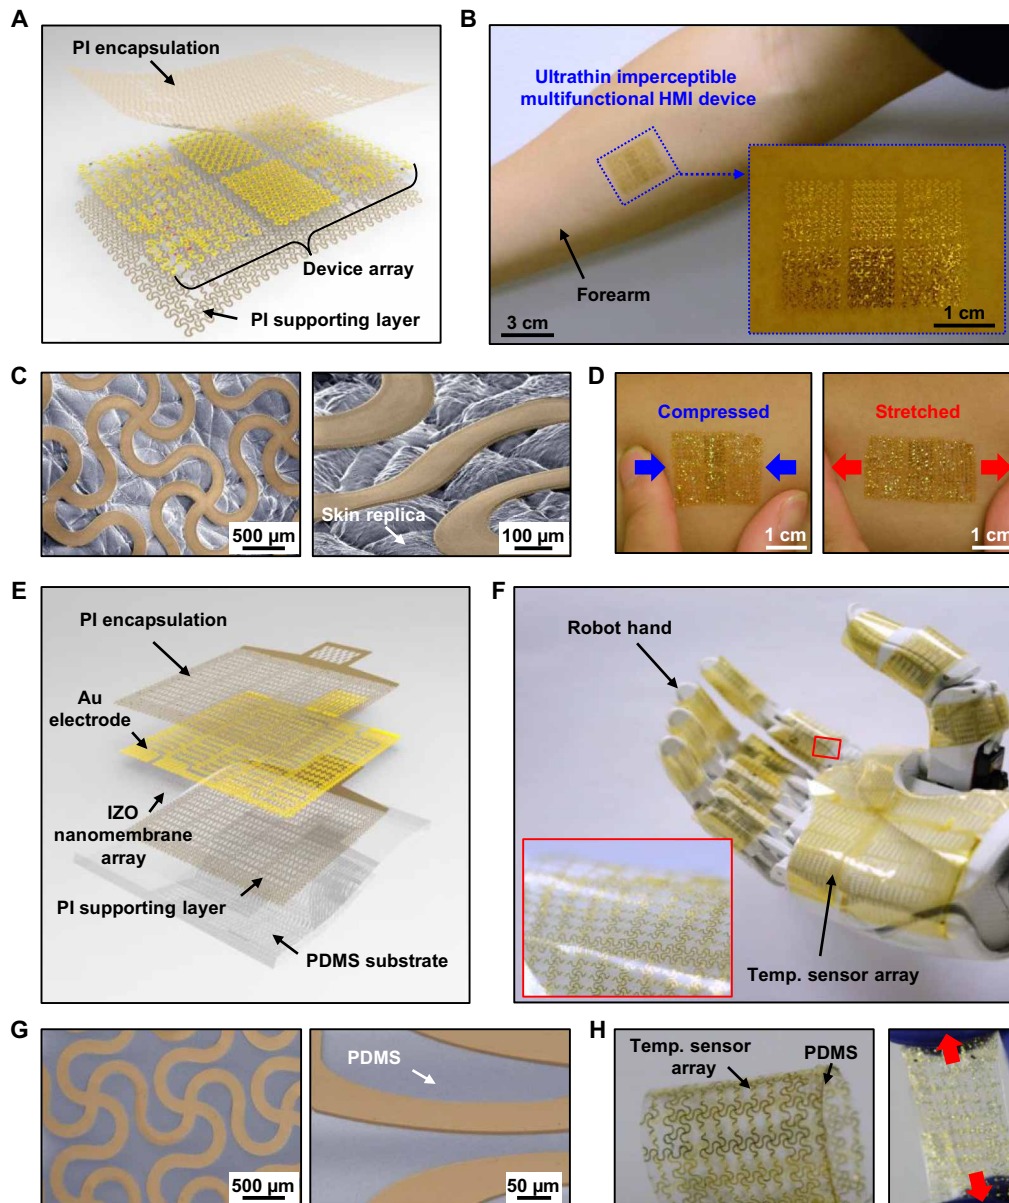 A
PI encapsulation
Device array
PI supporting layer
B
Ultrathin imperceptible
multifunctional HMI device
Forearm
3 cm
1 cm
C
500 µm
Skin replica
100 µm
D
Compressed
1 cm
Stretched
1 cm
E
PI encapsulation
Au
electrode
IZO
nanomembrane
array
PI supporting layer
PDMS substrate
F
Robot hand
Temp. sensor array
G
500 µm
PDMS
50 µm
H
Temp. sensor
array
PDMS